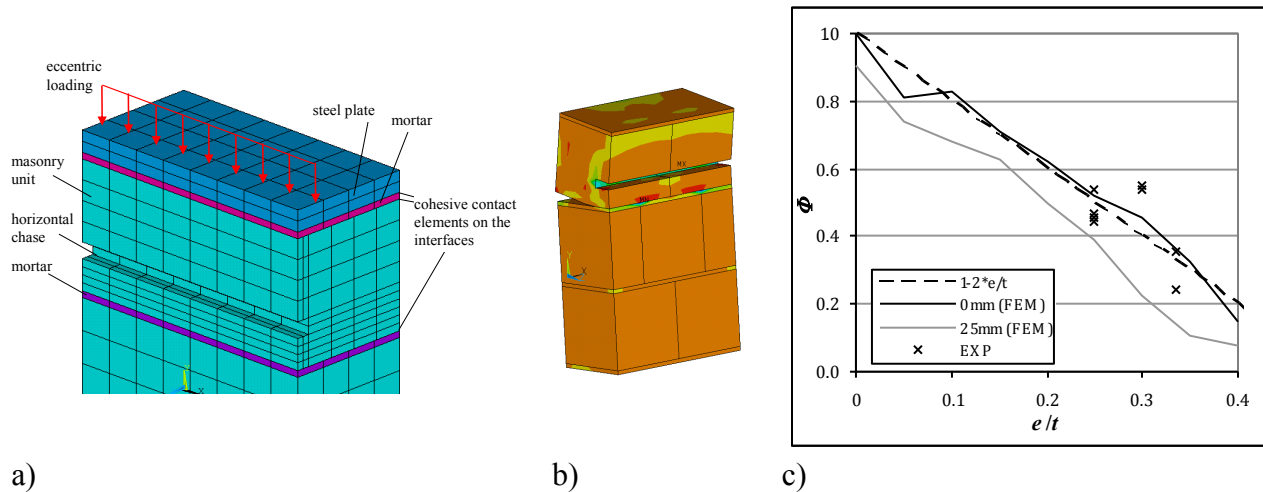 eccentric
loading
steel plate
mortar
masonry
unit
horizontal
chase
mortar
cohesive contact
elements on the
interfaces
Y
X
a)
MX
MN
Y
X
b)
10
0.8
0.6
0.4
0.2
0.0
Φ
0 0.1 0.2 0.3 0.4
e/t
1-2*e/t
0mm (FEM)
25mm (FEM)
EXP
c)